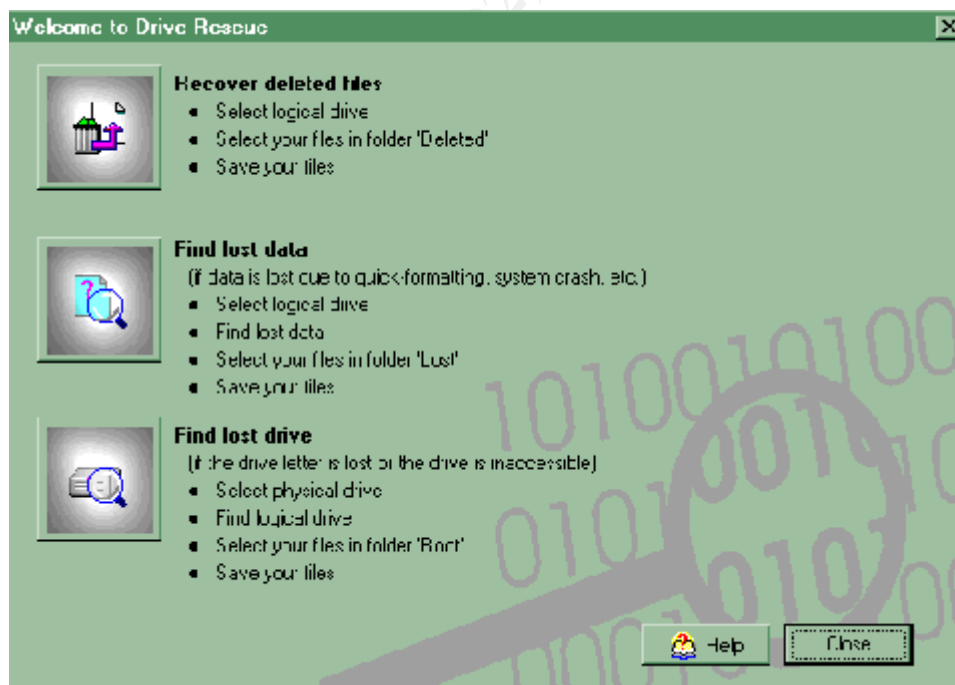 Welcome to Drive Rescue
Recover deleted files
• Select logical drive
• Select your files in folder 'Deleted'
• Save your files
Find lost data
(if data is lost due to quick-formatting, system crash, etc.)
• Select logical drive
• Find lost data
• Select your files in folder 'Lost'
• Save your files
Find lost drive
(if the drive letter is lost or the drive is inaccessible)
• Select physical drive
• Find logical drive
• Select your files in folder 'Root'
• Save your files
Help
Close